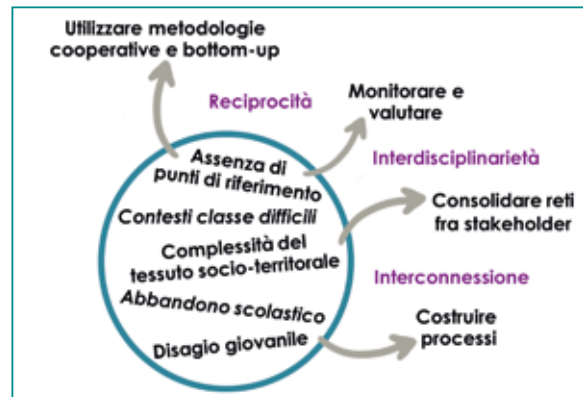 Utilizzare metodologie
cooperative e bottom-up
Reciprocità
Monitorare e
valutare
Assenza di
punti di riferimento
Interdisciplinarietà
Contesti classe difficili
Consolidare reti
fra stakeholder
Complessità del
tessuto socio-territorale
Interconnessione
Abbandono scolastico
Costruire
processi
Disagio giovanile